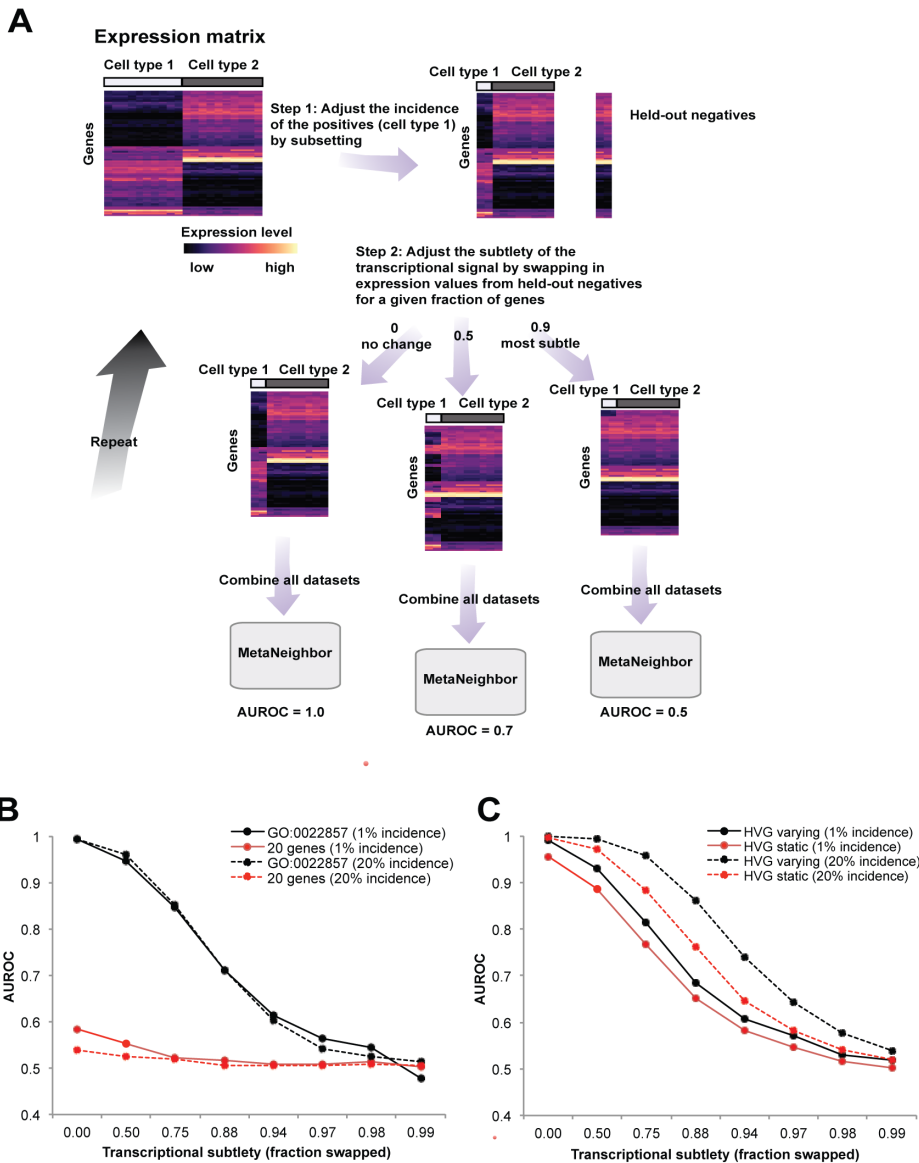 A
Expression matrix
Cell type 1 Cell type 2
Genes
Expression level
low high
Step 1: Adjust the incidence
of the positives (cell type 1)
by subsetting
Cell type 1 Cell type 2
Genes
Held-out negatives
Step 2: Adjust the subtlety of the
transcriptional signal by swapping in
expression values from held-out negatives
for a given fraction of genes
0
no change
0.5
0.9
most subtle
Repeat
Cell type 1 Cell type 2
Genes
Combine all datasets
MetaNeighbor
AUROC = 1.0
Cell type 1 Cell type 2
Genes
Combine all datasets
MetaNeighbor
AUROC = 0.7
Cell type 1 Cell type 2
Genes
Combine all datasets
MetaNeighbor
AUROC = 0.5
B
GO:0022857 (1% incidence)
20 genes (1% incidence)
GO:0022857 (20% incidence)
20 genes (20% incidence)
AUROC
1
0.9
0.8
0.7
0.6
0.5
0.4
0.00 0.50 0.75 0.88 0.94 0.97 0.98 0.99
Transcriptional subtlety (fraction swapped)
C
HVG varying (1% incidence)
HVG static (1% incidence)
HVG varying (20% incidence)
HVG static (20% incidence)
AUROC
1
0.9
0.8
0.7
0.6
0.5
0.4
0.00 0.50 0.75 0.88 0.94 0.97 0.98 0.99
Transcriptional subtlety (fraction swapped)